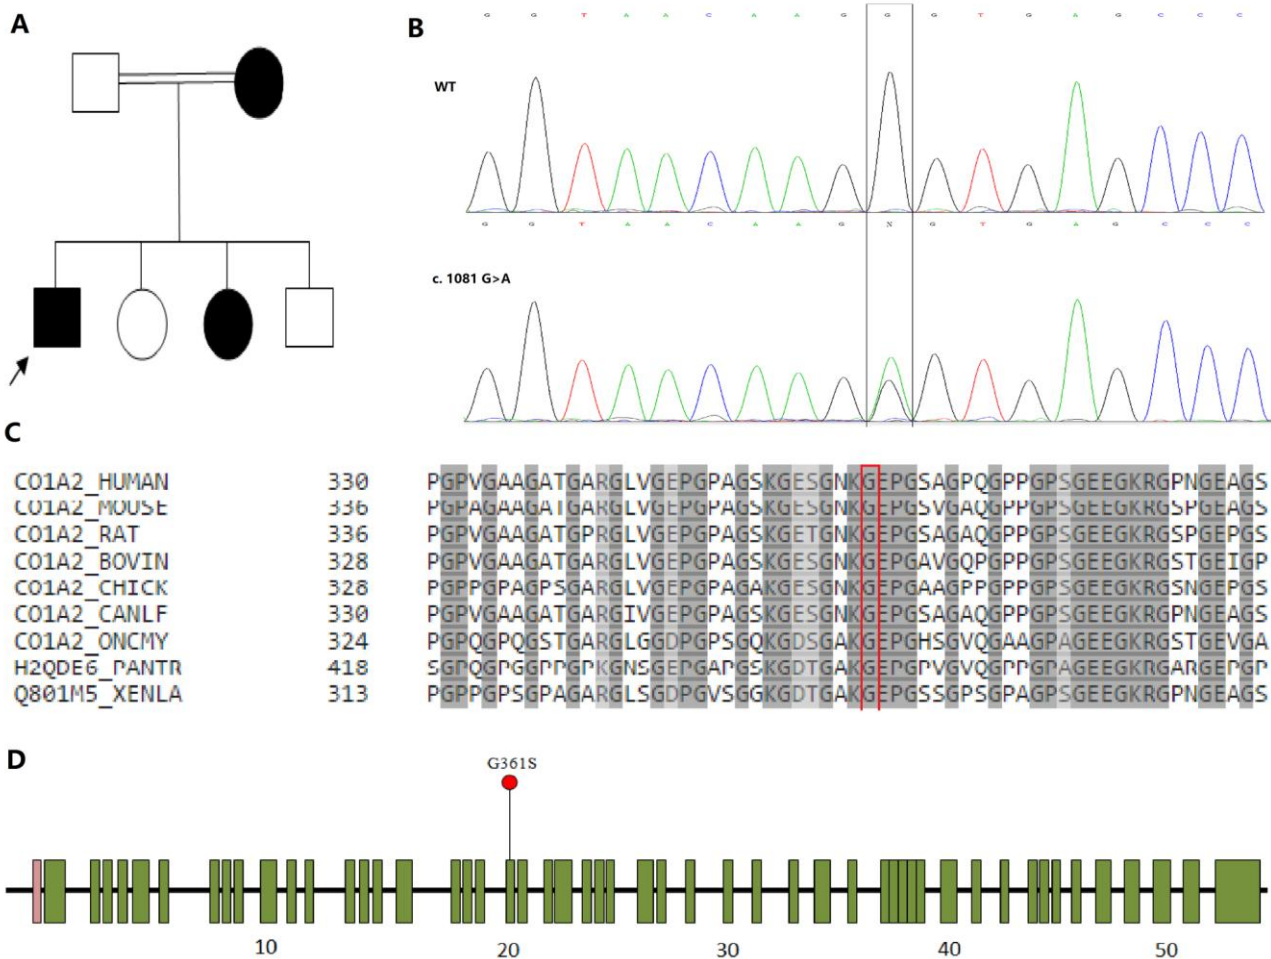 A
B
G G T A A C A A G G G T G A G C C C
WT
G G T A A C A A G N G T G A G C C C
c. 1081 G>A
C
CO1A2_HUMAN 330 PGPVGAAGATGARGLVGEPGPAGSKGESGNKGEPGSAGPQGPPGPSGEEGKRGPNGEAGS
CO1A2_MOUSE 336 PGPAGAAGATGARGLVGEPGPAGSKGESGNKGEPGSVGAQGPPGPSGEEGKRGSPGEAGS
CO1A2_RAT 336 PGPVGAAGATGPRGLVGEPGPAGSKGETGNKGEPGSAGAQGPPGPSGEEGKRGSPGEPGS
CO1A2_BOVIN 328 PGPVGAAGATGARGLVGEPGPAGSKGESGNKGEPGAVGQPGPPGPSGEEGKRGSTGEIGP
CO1A2_CHICK 328 PGPPGPAGPSGARGLVGEPGPAGAKGESGNKGEPGAAGPPGPPGPSGEEGKRGSNGEPGS
CO1A2_CANLF 330 PGPVGAAGATGARGIVGEPGPAGSKGESGNKGEPGSAGAQGPPGPSGEEGKRGPNGEAGS
CO1A2_ONCMY 324 PGPQGPQGSTGARGLGGDPGPSGQKGDSGAKGEPGHSGVQGAAGPAGEEGKRGSTGEVGA
H2QDE6_PANTR 418 SGPQGPGGPPGPKGNSGEPGAPGSKGDTGAKGEPGPVGVQGPPGPAGEEGKRGARGEPGP
Q801M5_XENLA 313 PGPPGPSGPAGARGLSGDPGVSGGKGDTGAKGEPGSSGPSGPAGPSGEEGKRGPNGEAGS
D
G361S
10 20 30 40 50